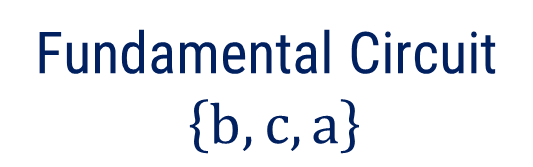 Fundamental Circuit
{b, c, a}